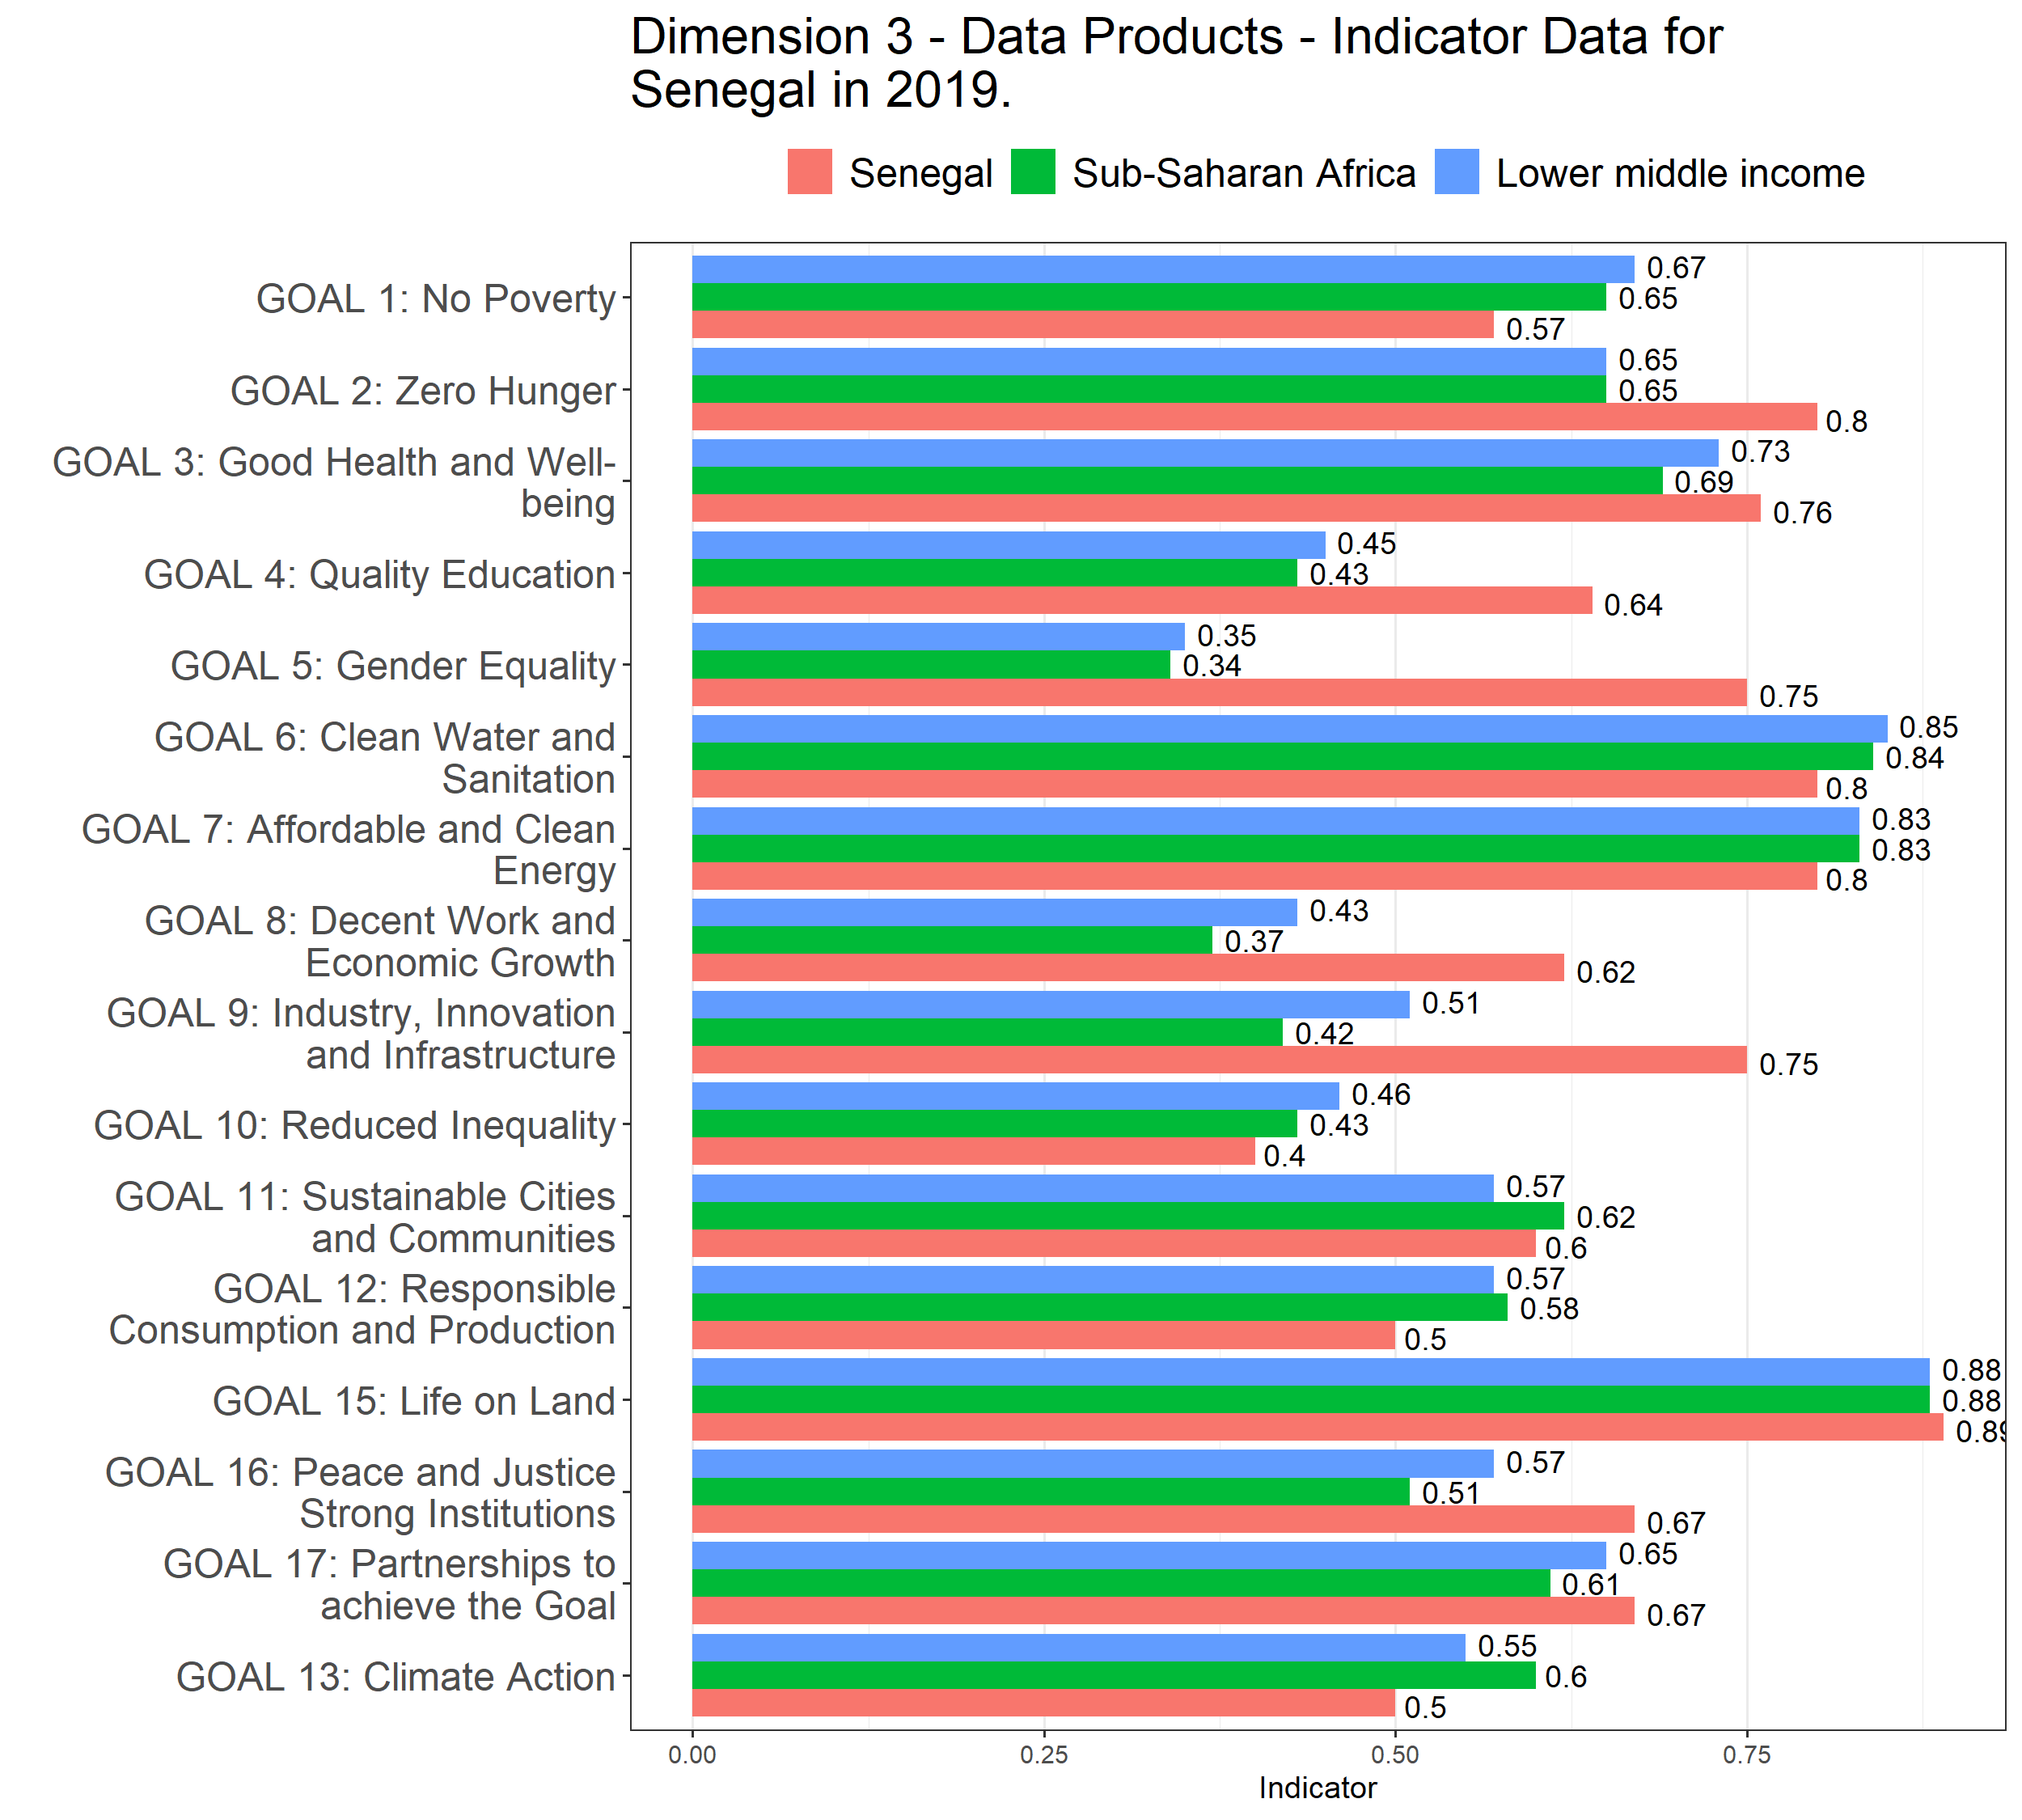 Dimension 3 - Data Products - Indicator Data for
Senegal in 2019.
Senegal Sub-Saharan Africa Lower middle income
GOAL 1: No Poverty
0.67
0.65
0.57
GOAL 2: Zero Hunger
0.65
0.65
0.8
GOAL 3: Good Health and Well-
being
0.73
0.69
0.76
GOAL 4: Quality Education
0.45
0.43
0.64
GOAL 5: Gender Equality
0.35
0.34
0.75
GOAL 6: Clean Water and
Sanitation
0.85
0.84
0.8
GOAL 7: Affordable and Clean
Energy
0.83
0.83
0.8
GOAL 8: Decent Work and
Economic Growth
0.43
0.37
0.62
GOAL 9: Industry, Innovation
and Infrastructure
0.51
0.42
0.75
GOAL 10: Reduced Inequality
0.46
0.43
0.4
GOAL 11: Sustainable Cities
and Communities
0.57
0.62
0.6
GOAL 12: Responsible
Consumption and Production
0.57
0.58
0.5
GOAL 15: Life on Land
0.88
0.88
0.89
GOAL 16: Peace and Justice
Strong Institutions
0.57
0.51
0.67
GOAL 17: Partnerships to
achieve the Goal
0.65
0.61
0.67
GOAL 13: Climate Action
0.55
0.6
0.5
0.00 0.25 0.50 0.75
Indicator